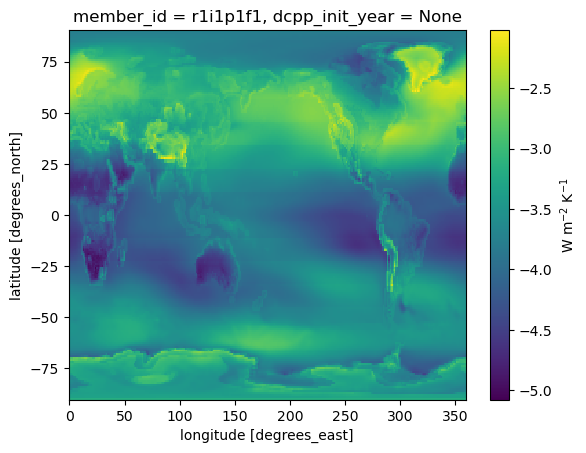 member_id = r1i1p1f1, dcpp_init_year = None
75
50
25
0
−25
−50
−75
latitude [degrees_north]
0 50 100 150 200 250 300 350
longitude [degrees_east]
−2.5
−3.0
−3.5
−4.0
−4.5
−5.0
W m⁻² K⁻¹